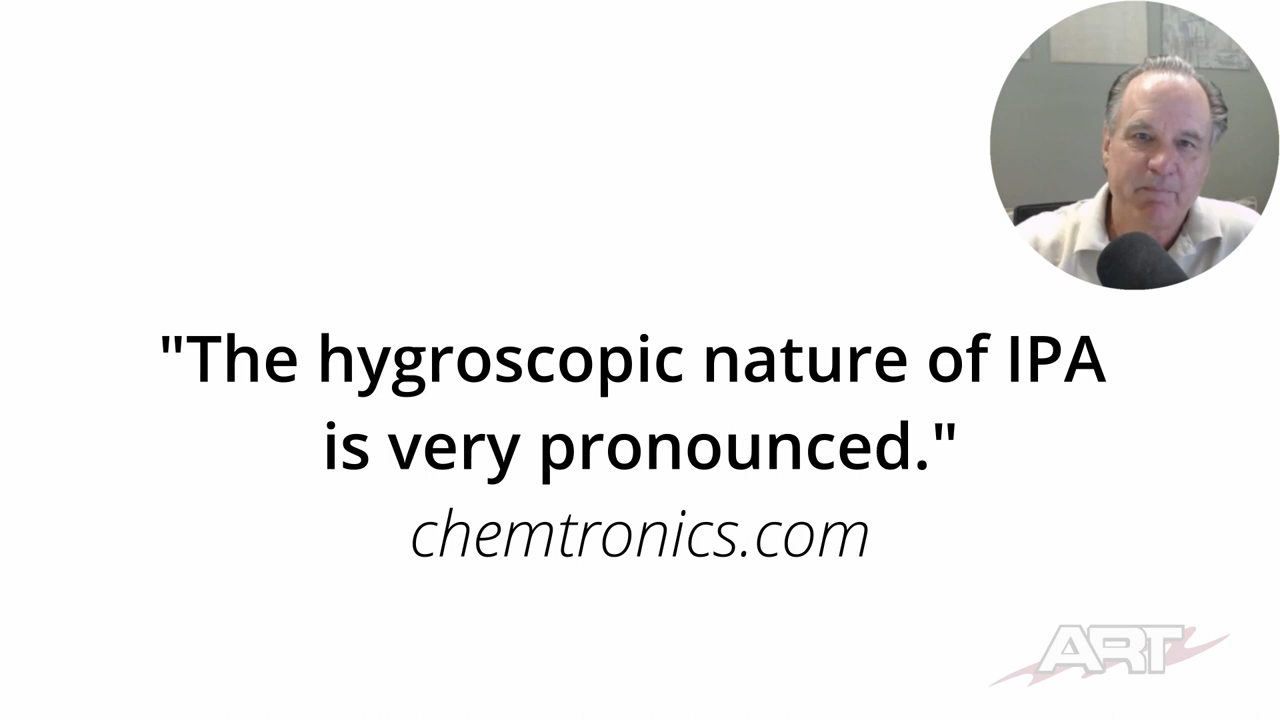 "The hygroscopic nature of IPA
is very pronounced."
chemtronics.com
ART